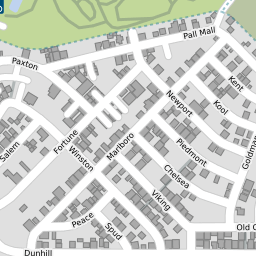 Pall Mall
Paxton
Kent
Newport
Kool
Fortune
Marlboro
Salem
Winston
Piedmont
Goldman
Chelsea
Viking
Peace
Spud
Old G
Dunhill